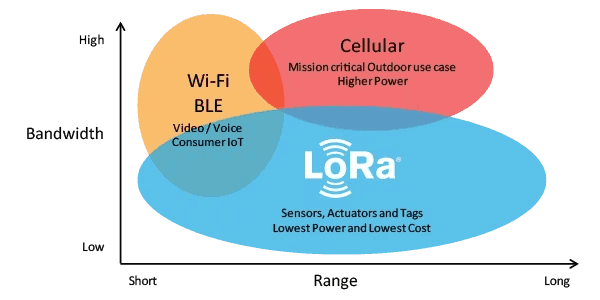 High
Cellular
Mission critical Outdoor use case
Higher Power
Wi-Fi
BLE
Video / Voice
Consumer IoT
Bandwidth
LoRa®
Sensors, Actuators and Tags
Lowest Power and Lowest Cost
Low
Short
Range
Long